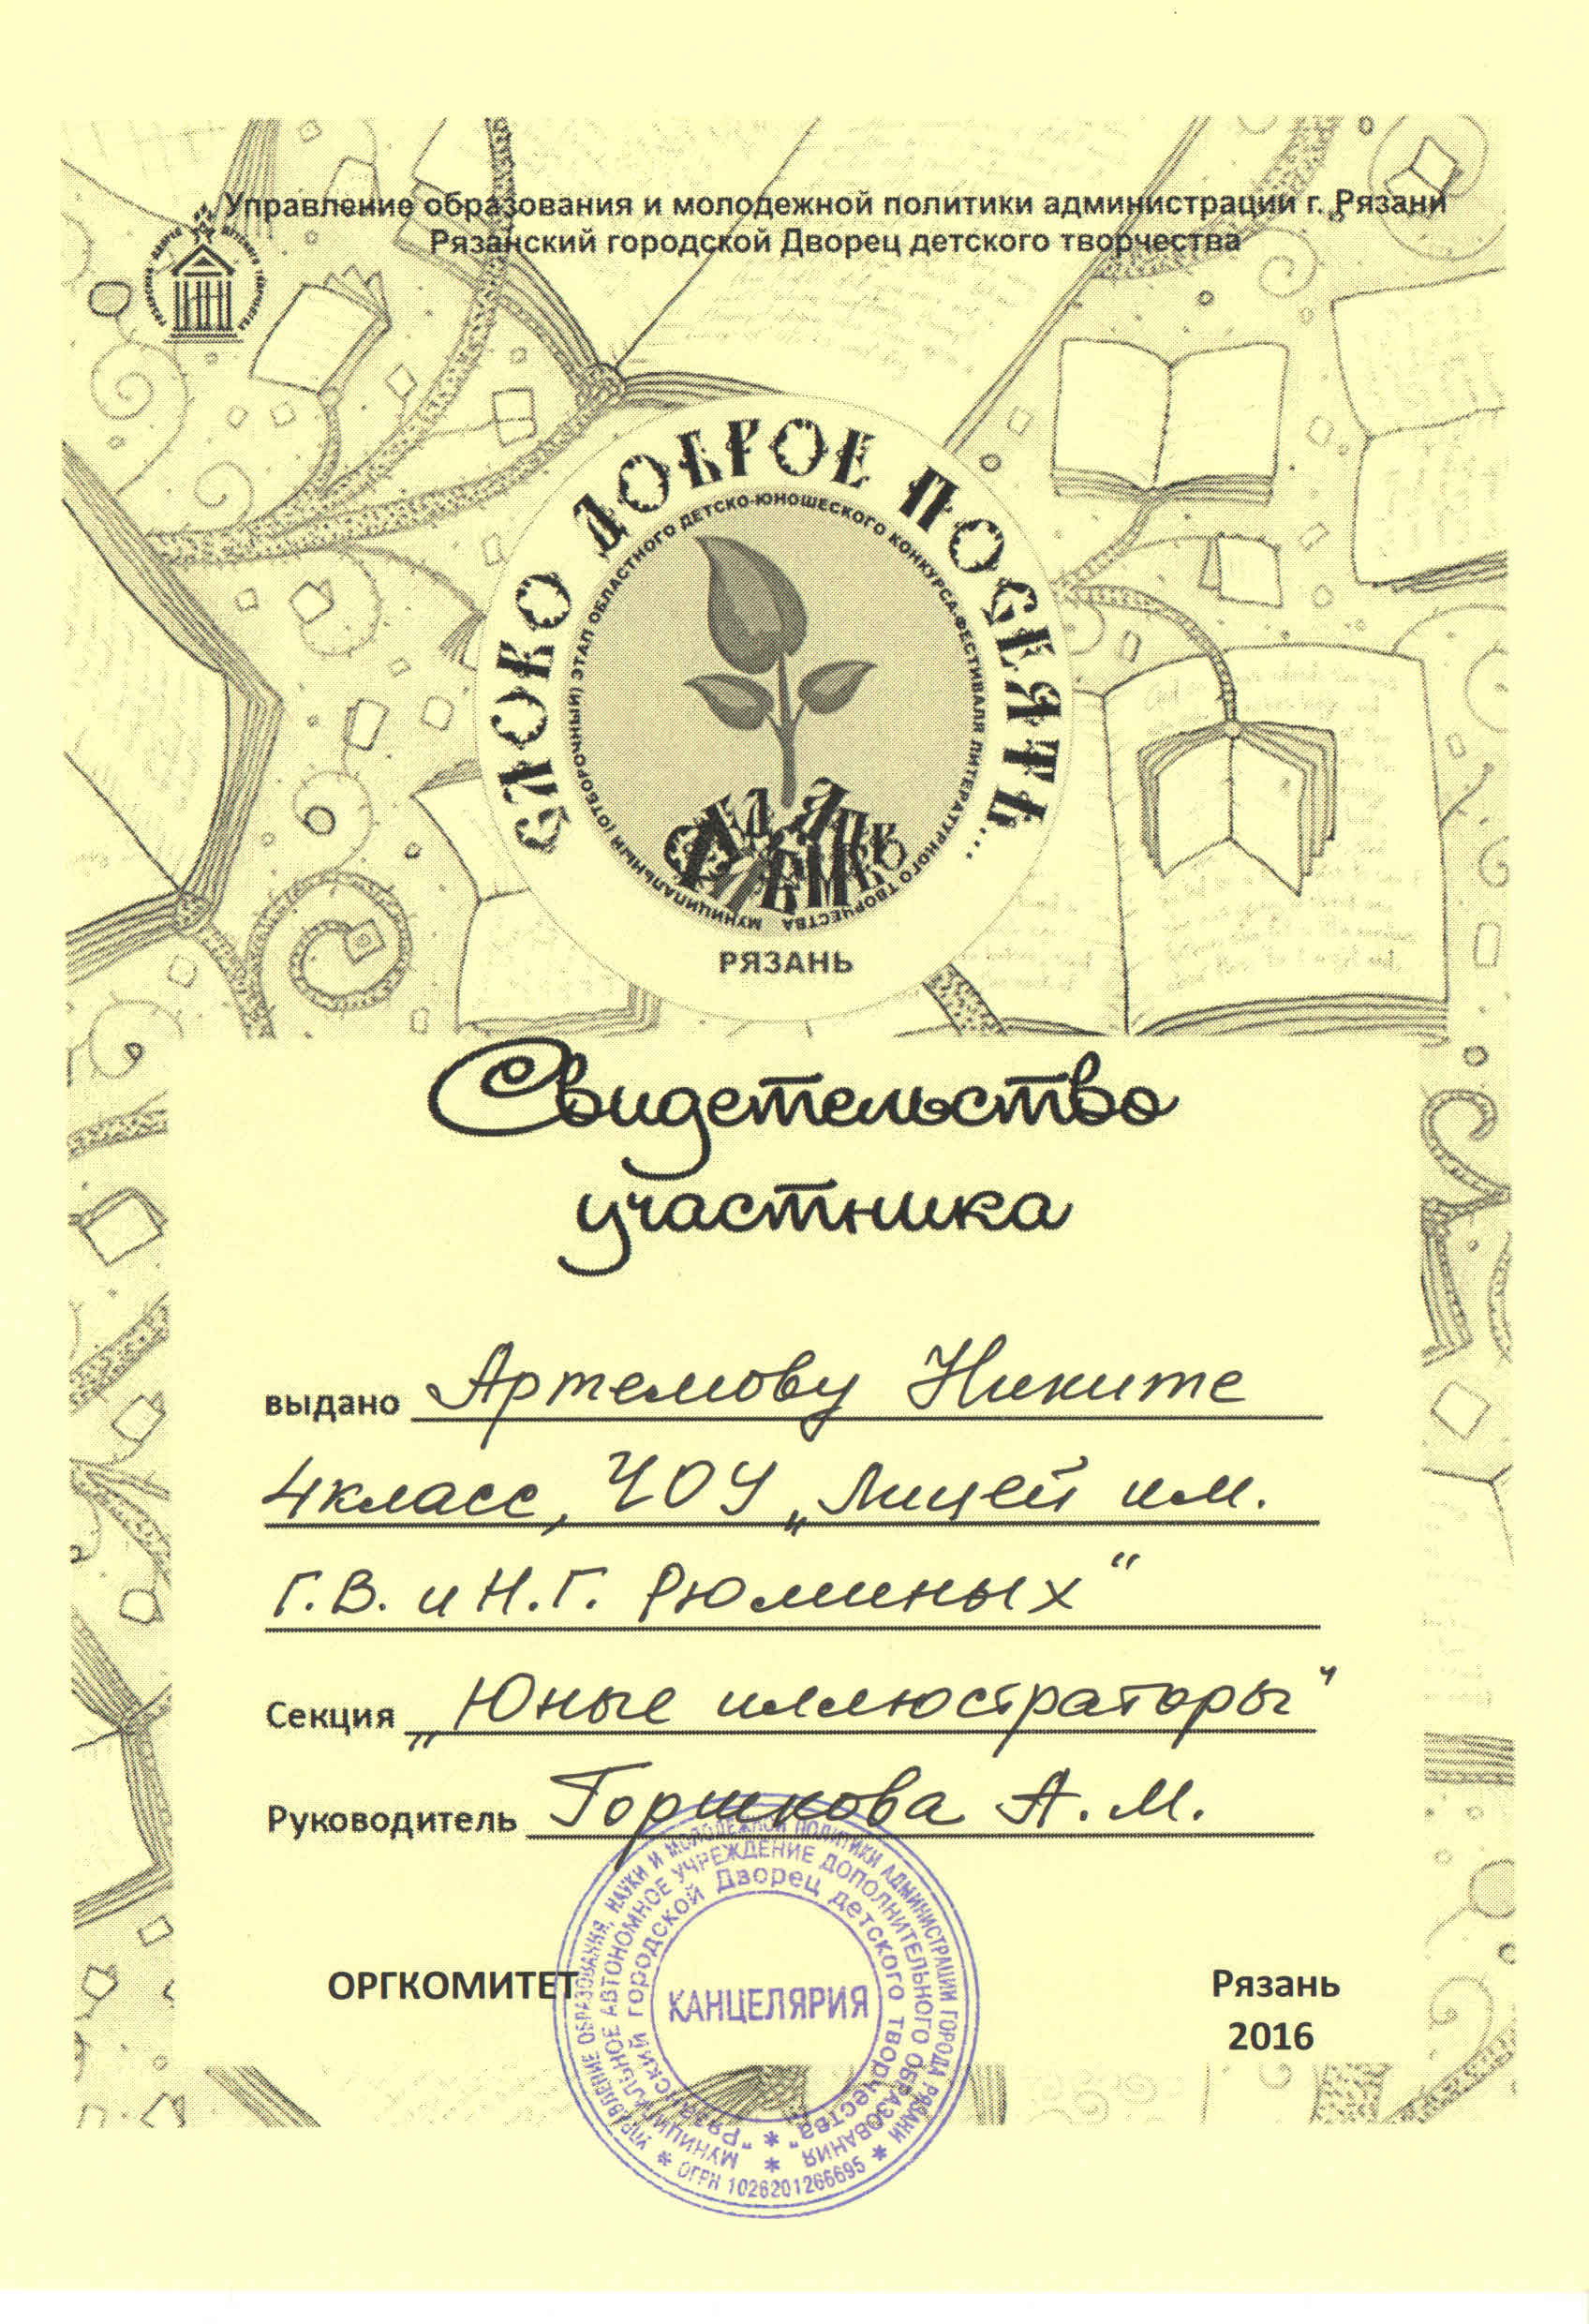 Управление образования и молодежной политики администрации г. Рязани
Рязанский городской Дворец детского творчества
СЛОВО ДОБРОЕ ПОСЕЯТЬ...
МУНИЦИПАЛЬНЫЙ (ОТБОРОЧНЫЙ) ЭТАП ОБЛАСТНОГО ДЕТСКО-ЮНОШЕСКОГО КОНКУРСА-ФЕСТИВАЛЯ ЛИТЕРАТУРНОГО ТВОРЧЕСТВА
РЯЗАНЬ
Свидетельство
участника
выдано Артемову Никите
4 класс, ЧОУ „Лицей им.
Г.В. и Н.Г. Рюминых“
Секция „Юные иллюстраторы“
Руководитель Горшкова А.М.
УПРАВЛЕНИЕ ОБРАЗОВАНИЯ, НАУКИ И МОЛОДЕЖНОЙ ПОЛИТИКИ АДМИНИСТРАЦИИ ГОРОДА РЯЗАНИ
* ОГРН 1026201266695 *
МУНИЦИПАЛЬНОЕ АВТОНОМНОЕ УЧРЕЖДЕНИЕ ДОПОЛНИТЕЛЬНОГО ОБРАЗОВАНИЯ *
"Рязанский городской Дворец детского творчества" *
КАНЦЕЛЯРИЯ
ОРГКОМИТЕТ
Рязань
2016